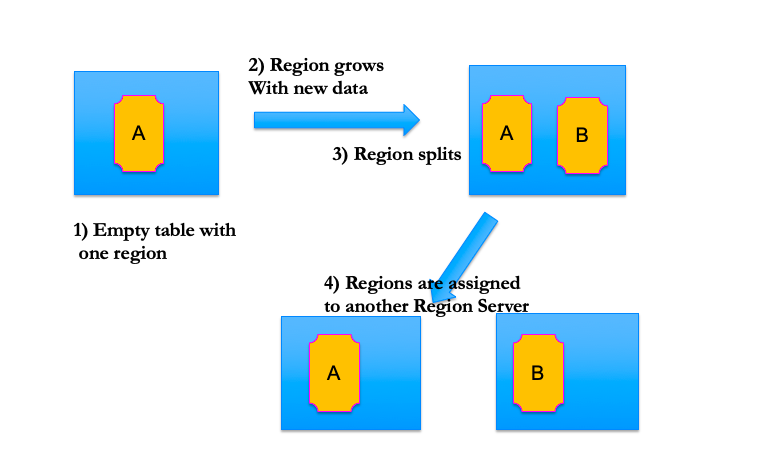 2) Region grows
With new data
A
A
B
3) Region splits
1) Empty table with
one region
4) Regions are assigned
to another Region Server
A
B